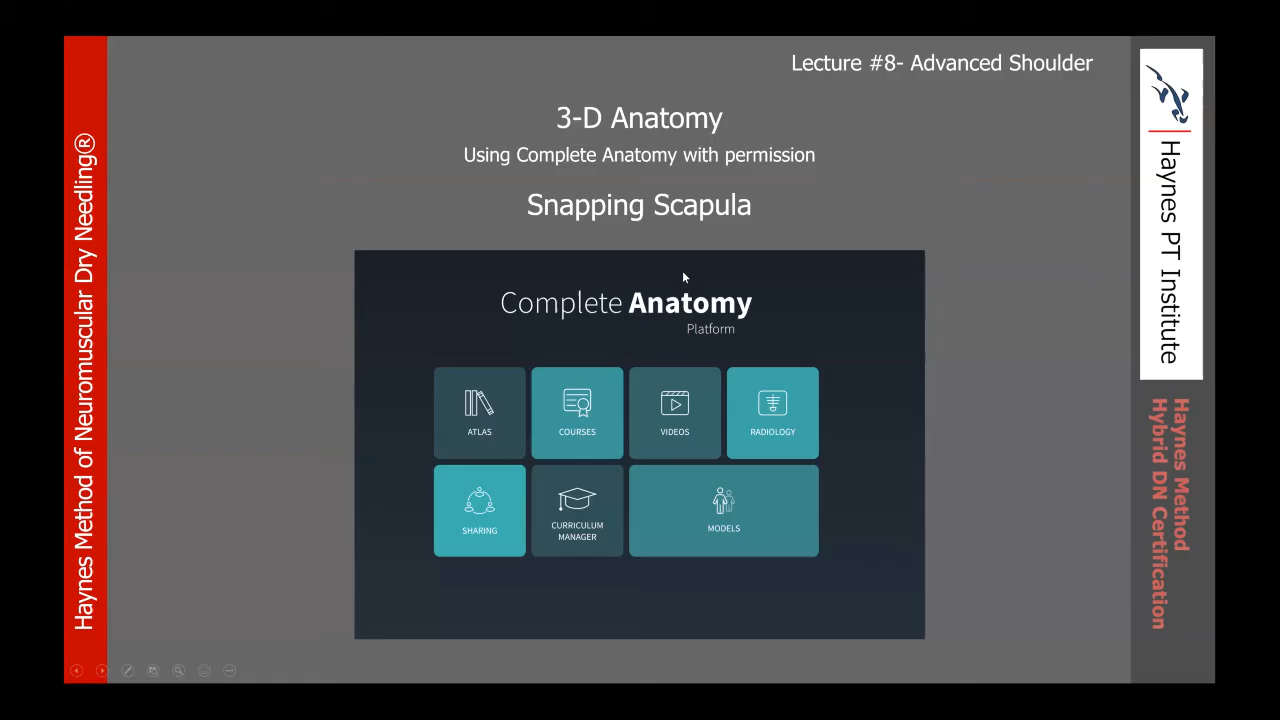 Lecture #8- Advanced Shoulder
3-D Anatomy
Using Complete Anatomy with permission
Snapping Scapula
Complete Anatomy
Platform
ATLAS
COURSES
VIDEOS
RADIOLOGY
SHARING
CURRICULUM
MANAGER
MODELS
Haynes Method of Neuromuscular Dry Needling®
Haynes PT Institute
Haynes Method
Hybrid DN Certification